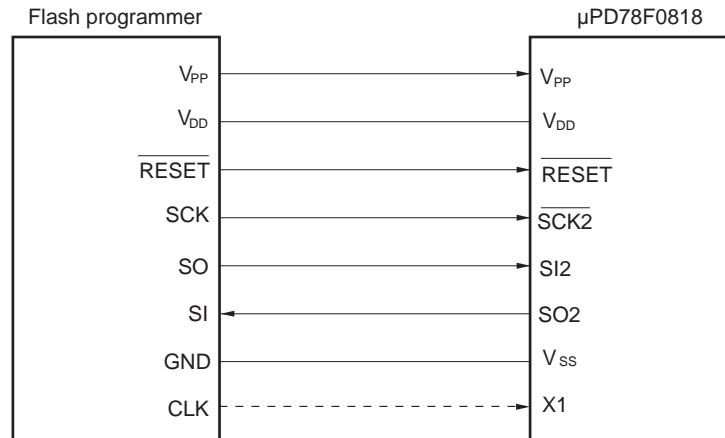 Flash programmer μPD78F0818
VPP VPP
VDD VDD
RESET RESET
SCK SCK2
SO SI2
SI SO2
GND VSS
CLK X1